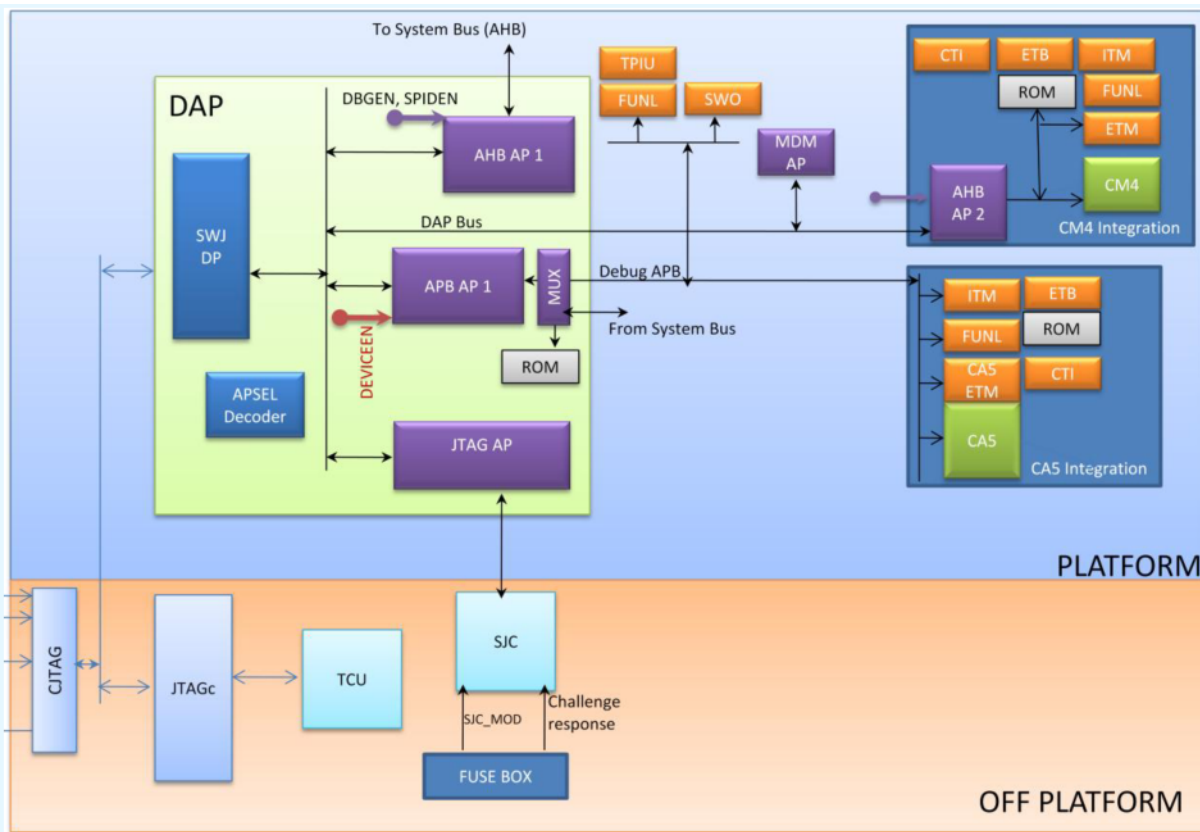 To System Bus (AHB)
DAP
DBGEN, SPIDEN
AHB AP 1
SWJ
DP
DAP Bus
APB AP 1
MUX
DEVICEEN
ROM
APSEL
Decoder
JTAG AP
TPIU
FUNL
SWO
MDM
AP
Debug APB
From System Bus
CTI
ETB
ITM
ROM
FUNL
ETM
AHB
AP 2
CM4
CM4 Integration
ITM
ETB
FUNL
ROM
CA5
ETM
CTI
CA5
CA5 Integration
PLATFORM
CJTAG
JTAGc
TCU
SJC
SJC_MOD
Challenge
response
FUSE BOX
OFF PLATFORM